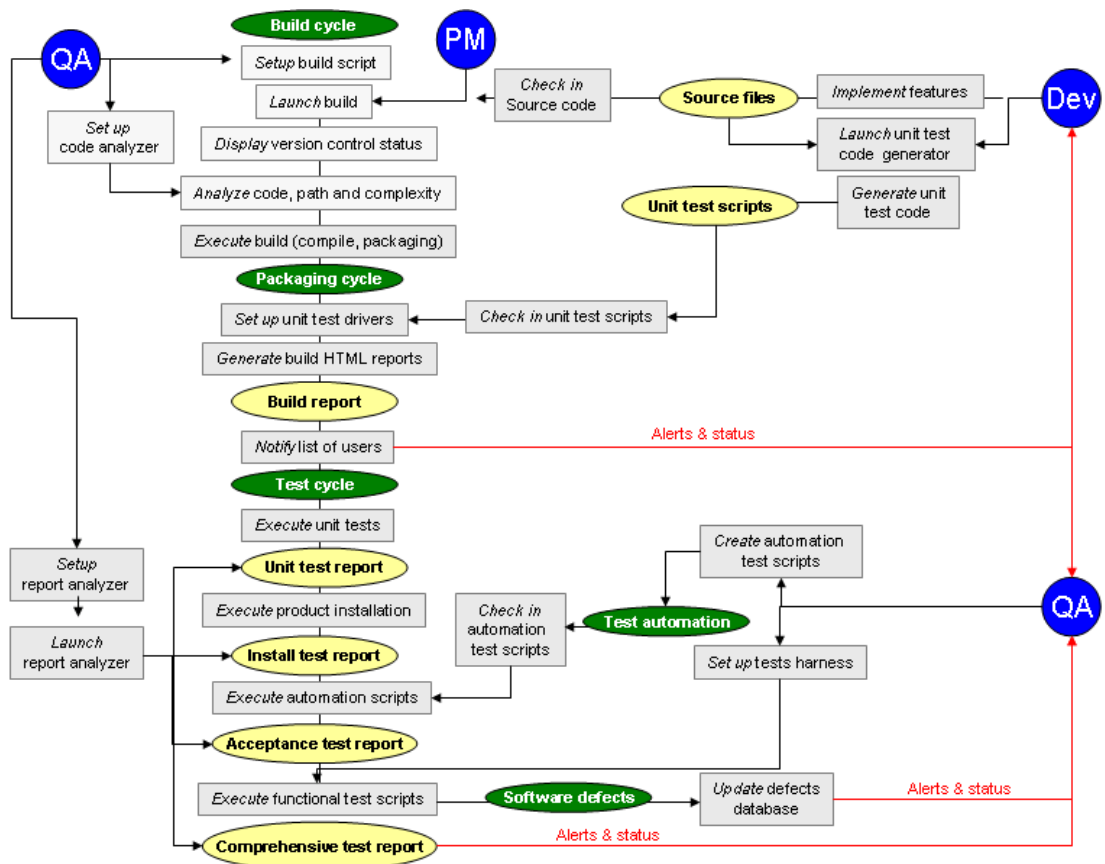 Build cycle
QA
PM
Setup build script
Check in
Source code
Source files
Implement features
Dev
Launch build
Set up
code analyzer
Display version control status
Launch unit test
code generator
Analyze code, path and complexity
Unit test scripts
Generate unit
test code
Execute build (compile, packaging)
Packaging cycle
Set up unit test drivers
Check in unit test scripts
Generate build HTML reports
Build report
Notify list of users
Alerts & status
Test cycle
Execute unit tests
Create automation
test scripts
Setup
report analyzer
Unit test report
Execute product installation
Check in
automation
test scripts
Test automation
QA
Launch
report analyzer
Install test report
Set up tests harness
Execute automation scripts
Acceptance test report
Execute functional test scripts
Software defects
Update defects
database
Alerts & status
Alerts & status
Comprehensive test report